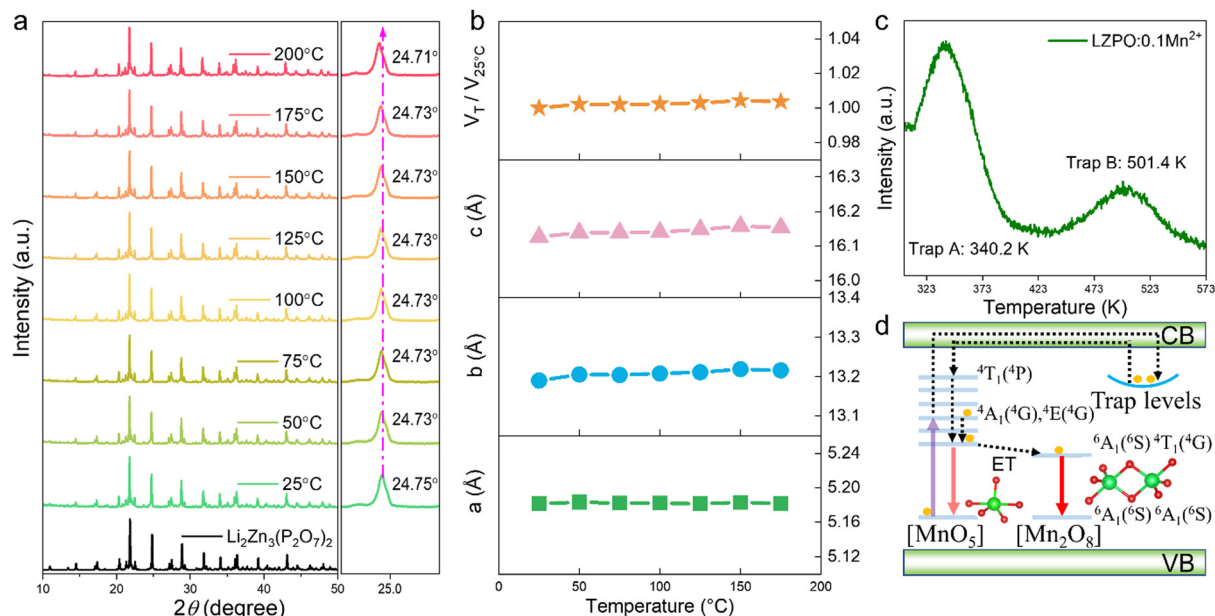 a
200°C
24.71°
175°C
24.73°
150°C
24.73°
125°C
24.73°
100°C
24.73°
75°C
24.73°
50°C
24.73°
25°C
24.75°
Li₂Zn₃(P₂O₇)₂
Intensity (a.u.)
10 20 30 40 50 25.0
2θ (degree)
b
V_T / V_25°C
1.04
1.02
1.00
0.98
c (Å)
16.3
16.2
16.1
16.0
b (Å)
13.4
13.3
13.2
13.1
a (Å)
5.24
5.20
5.16
5.12
0 50 100 150 200
Temperature (°C)
c
LZPO:0.1Mn²⁺
Trap B: 501.4 K
Trap A: 340.2 K
Intensity (a.u.)
323 373 423 473 523 573
Temperature (K)
d
CB
⁴T₁(⁴P)
Trap levels
⁴A₁(⁴G),⁴E(⁴G)
⁶A₁(⁶S) ⁴T₁(⁴G)
ET
⁶A₁(⁶S) ⁶A₁(⁶S)
[MnO₅] [Mn₂O₈]
VB